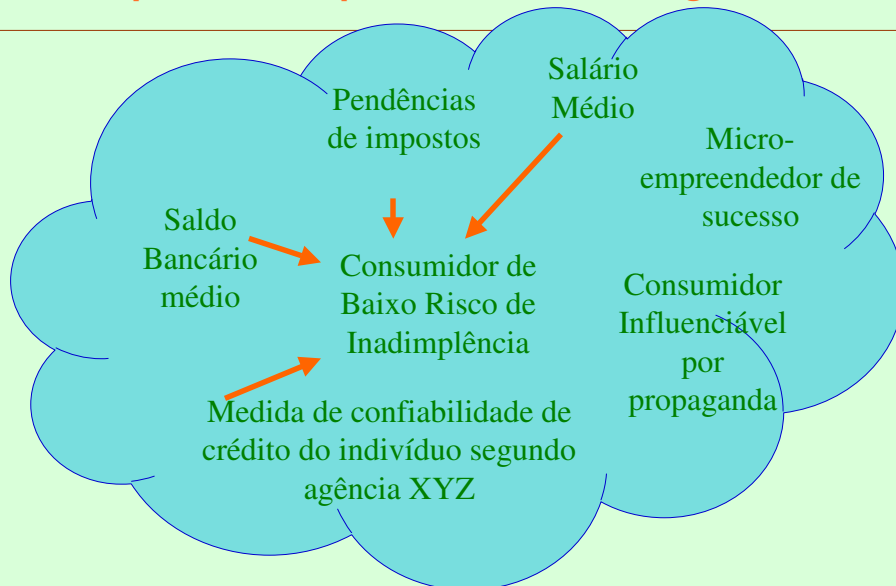 Salário
Médio
Pendências
de impostos
Micro-
empreendedor de
sucesso
Saldo
Bancário
médio
Consumidor de
Baixo Risco de
Inadimplência
Consumidor
Influenciável
por
propaganda
Medida de confiabilidade de
crédito do indivíduo segundo
agência XYZ